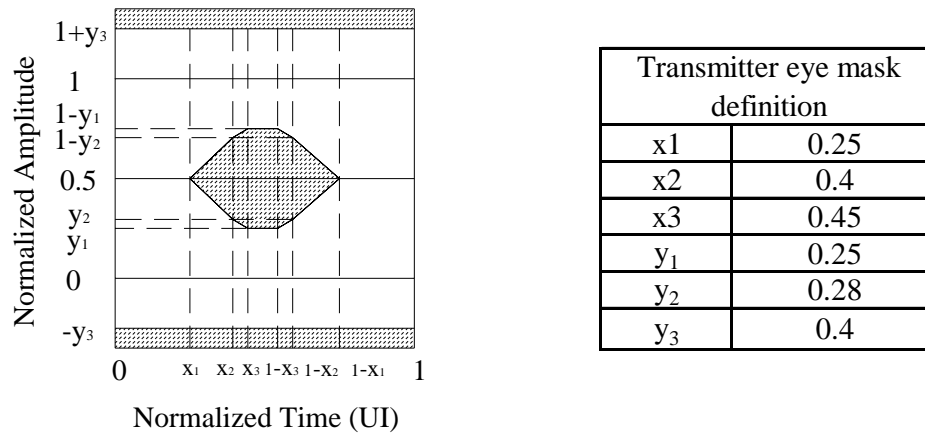 Normalized Amplitude
1+y₃
1
1-y₁
1-y₂
0.5
y₂
y₁
0
-y₃
0 x₁ x₂ x₃ 1-x₃ 1-x₂ 1-x₁ 1
Normalized Time (UI)
Transmitter eye mask
definition
x1 0.25
x2 0.4
x3 0.45
y₁ 0.25
y₂ 0.28
y₃ 0.4